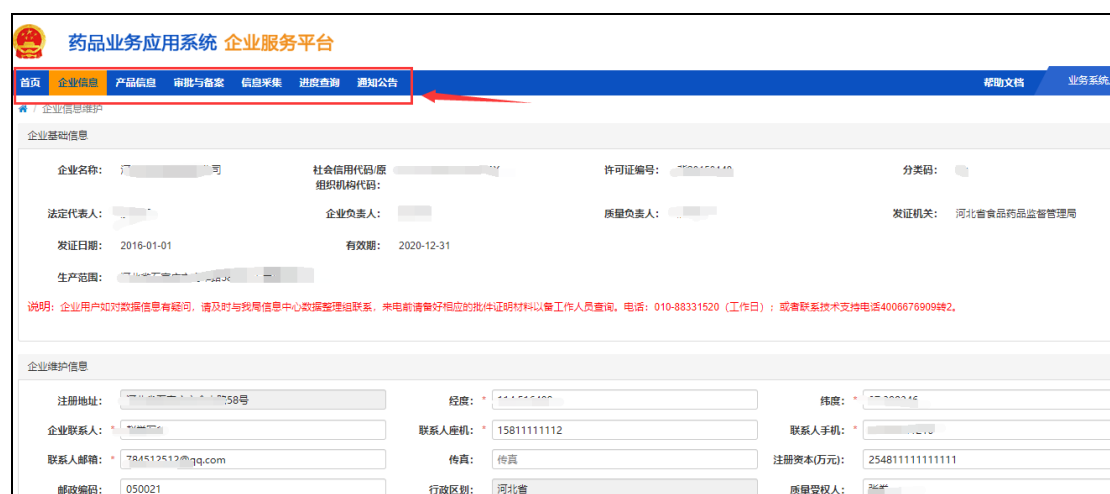 药品业务应用系统 企业服务平台
首页 企业信息 产品信息 审批与备案 信息采集 进度查询 通知公告 帮助文档 业务系统
/ 企业信息维护
企业基础信息
企业名称： 司 社会信用代码/原组织机构代码： 许可证编号： 分类码：
法定代表人： 企业负责人： 质量负责人： 发证机关： 河北省食品药品监督管理局
发证日期： 2016-01-01 有效期： 2020-12-31
生产范围：
说明：企业用户如对数据信息有疑问，请及时与我局信息中心数据整理组联系，来电前请备好相应的批件证明材料以备工作人员查询。电话：010-88331520（工作日）；或者联系技术支持电话4006676909转2。
企业维护信息
注册地址： 58号 经度： * 纬度： *
企业联系人： * 联系人座机： * 15811111112 联系人手机： *
联系人邮箱： * 784512512@qq.com 传真： 传真 注册资本(万元)： 254811111111111
邮政编码： 050021 行政区划： 河北省 质量受权人：